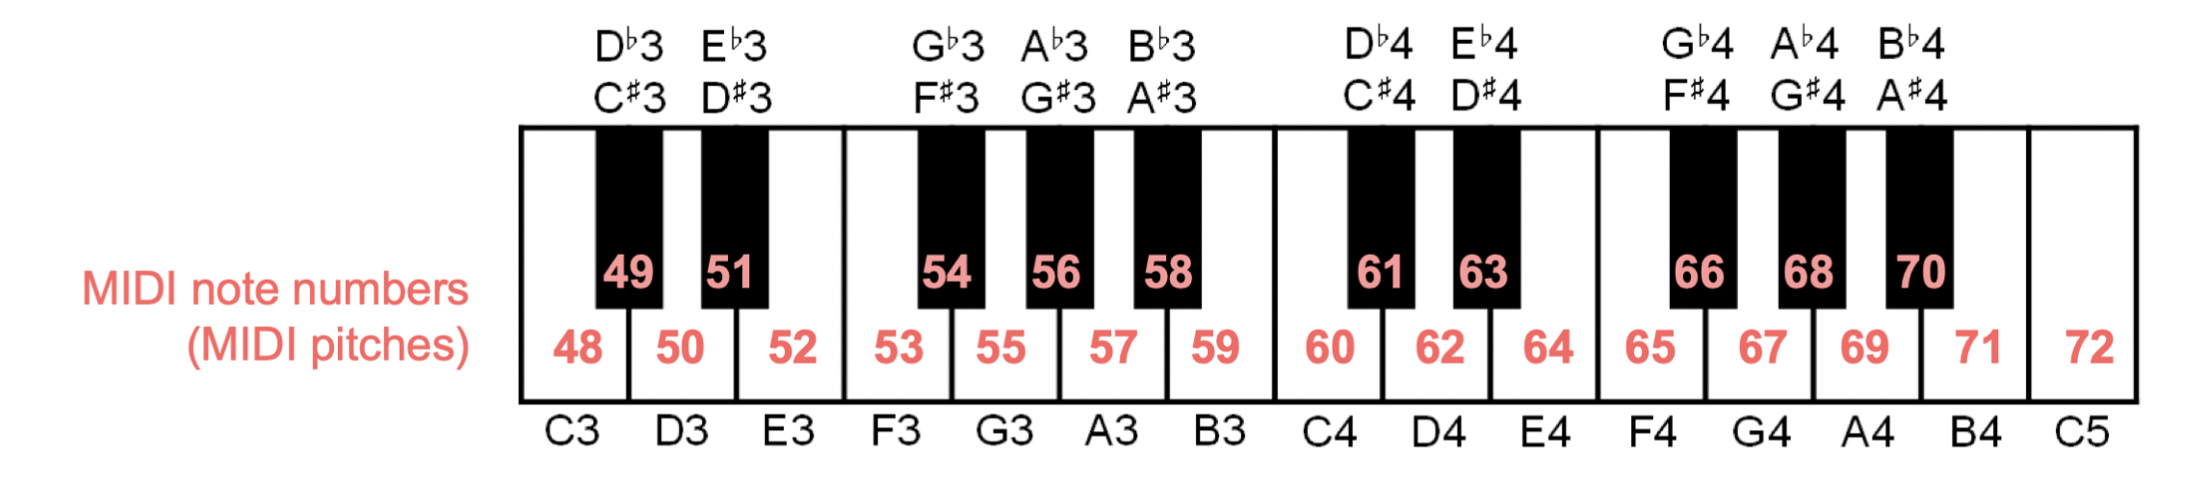 D♭3 E♭3 G♭3 A♭3 B♭3 D♭4 E♭4 G♭4 A♭4 B♭4
C♯3 D♯3 F♯3 G♯3 A♯3 C♯4 D♯4 F♯4 G♯4 A♯4
49 51 54 56 58 61 63 66 68 70
MIDI note numbers
(MIDI pitches)
48 50 52 53 55 57 59 60 62 64 65 67 69 71 72
C3 D3 E3 F3 G3 A3 B3 C4 D4 E4 F4 G4 A4 B4 C5